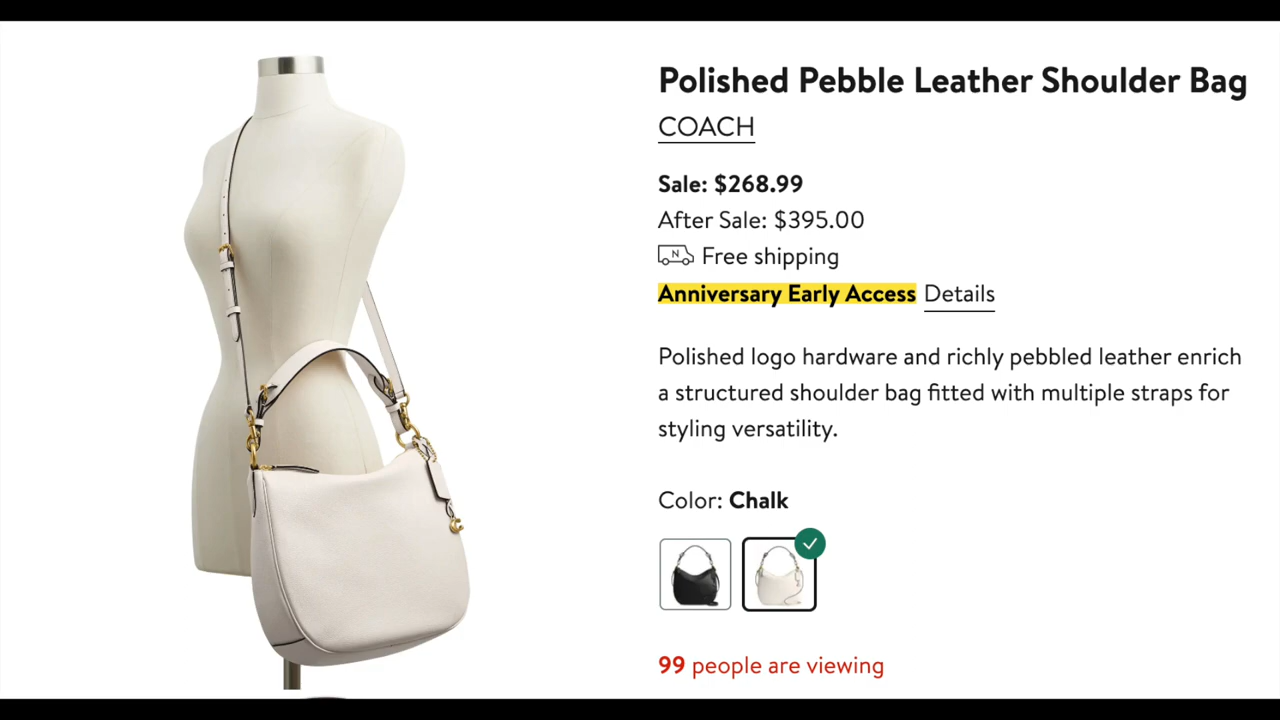 Polished Pebble Leather Shoulder Bag
COACH
Sale: $268.99
After Sale: $395.00
N Free shipping
Anniversary Early Access Details
Polished logo hardware and richly pebbled leather enrich
a structured shoulder bag fitted with multiple straps for
styling versatility.
Color: Chalk
99 people are viewing